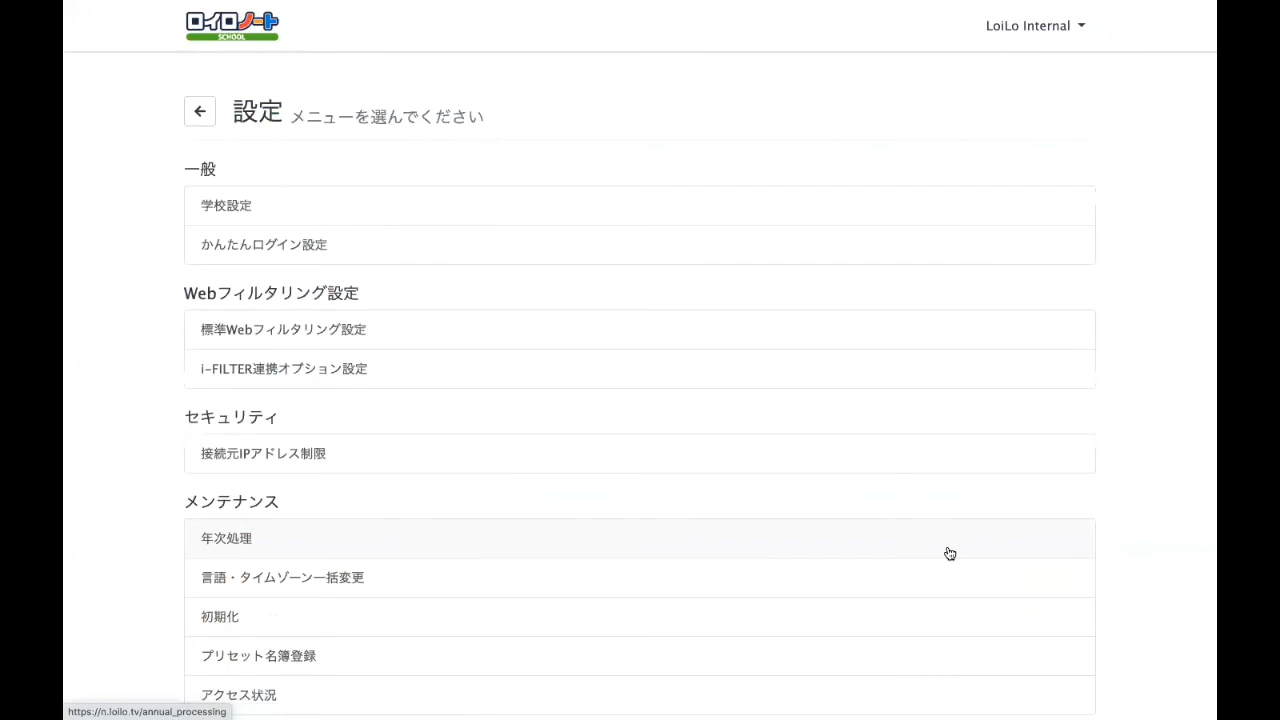 ロイロノート
SCHOOL
LoiLo Internal
設定 メニューを選んでください
一般
学校設定
かんたんログイン設定
Webフィルタリング設定
標準Webフィルタリング設定
i-FILTER連携オプション設定
セキュリティ
接続元IPアドレス制限
メンテナンス
年次処理
言語・タイムゾーン一括変更
初期化
プリセット名簿登録
アクセス状況
https://n.loilo.tv/annual_processing